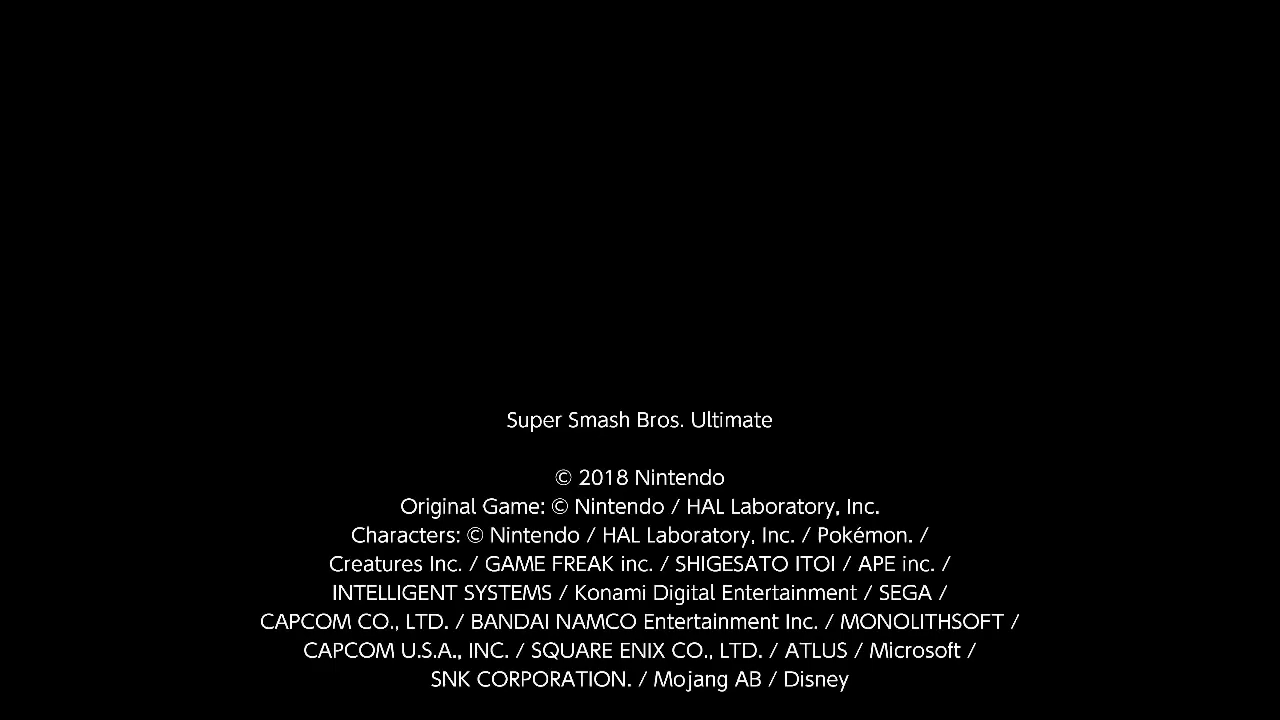 Super Smash Bros. Ultimate
© 2018 Nintendo
Original Game: © Nintendo / HAL Laboratory, Inc.
Characters: © Nintendo / HAL Laboratory, Inc. / Pokémon. /
Creatures Inc. / GAME FREAK inc. / SHIGESATO ITOI / APE inc. /
INTELLIGENT SYSTEMS / Konami Digital Entertainment / SEGA /
CAPCOM CO., LTD. / BANDAI NAMCO Entertainment Inc. / MONOLITHSOFT /
CAPCOM U.S.A., INC. / SQUARE ENIX CO., LTD. / ATLUS / Microsoft /
SNK CORPORATION. / Mojang AB / Disney